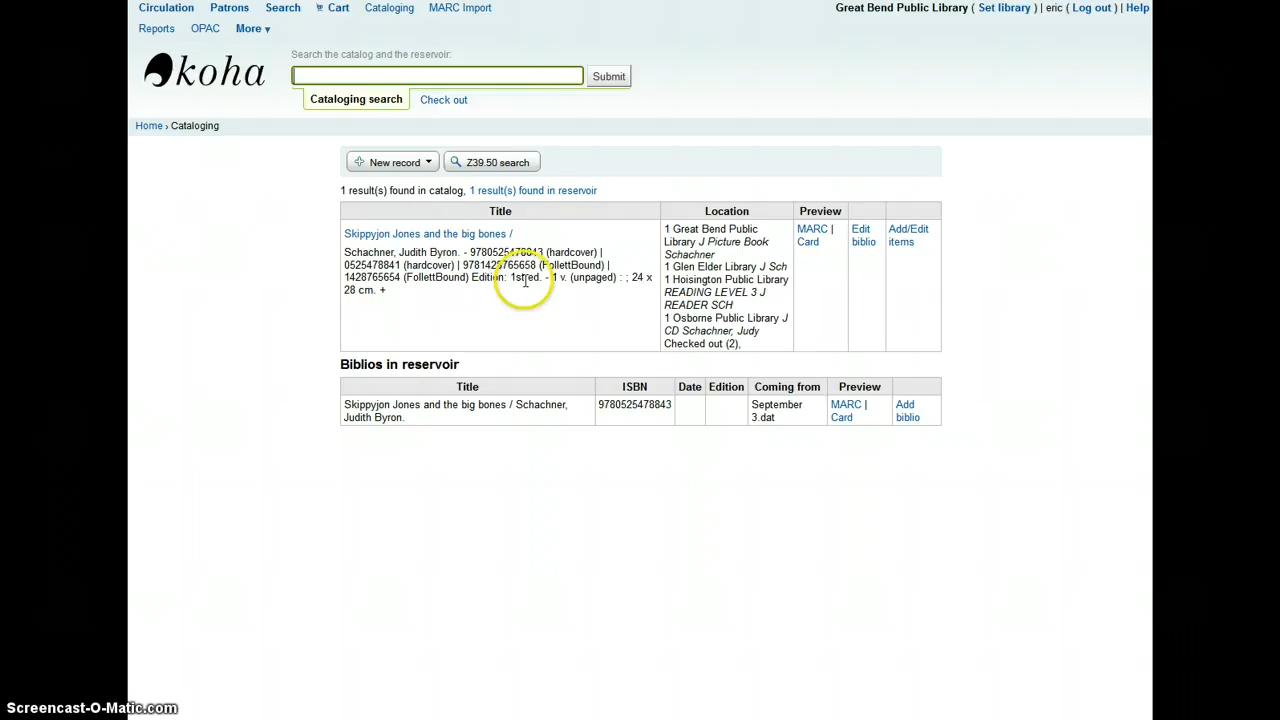 Circulation Patrons Search Cart Cataloging MARC Import Great Bend Public Library ( Set library ) | eric ( Log out ) | Help
Reports OPAC More ▾
koha
Search the catalog and the reservoir:
Submit
Cataloging search Check out
Home › Cataloging
New record Z39.50 search
1 result(s) found in catalog, 1 result(s) found in reservoir
Title Location Preview
Skippyjon Jones and the big bones /
Schachner, Judith Byron. - 9780525478843 (hardcover) |
0525478841 (hardcover) | 9781428765658 (FollettBound) |
1428765654 (FollettBound) Edition: 1st ed. - 1 v. (unpaged) : ; 24 x
28 cm. +
1 Great Bend Public
Library J Picture Book
Schachner
1 Glen Elder Library J Sch
1 Hoisington Public Library
READING LEVEL 3 J
READER SCH
1 Osborne Public Library J
CD Schachner, Judy
Checked out (2),
MARC |
Card
Edit
biblio
Add/Edit
items
Biblios in reservoir
Title ISBN Date Edition Coming from Preview
Skippyjon Jones and the big bones / Schachner,
Judith Byron.
9780525478843
September
3.dat
MARC |
Card
Add
biblio
Screencast-O-Matic.com